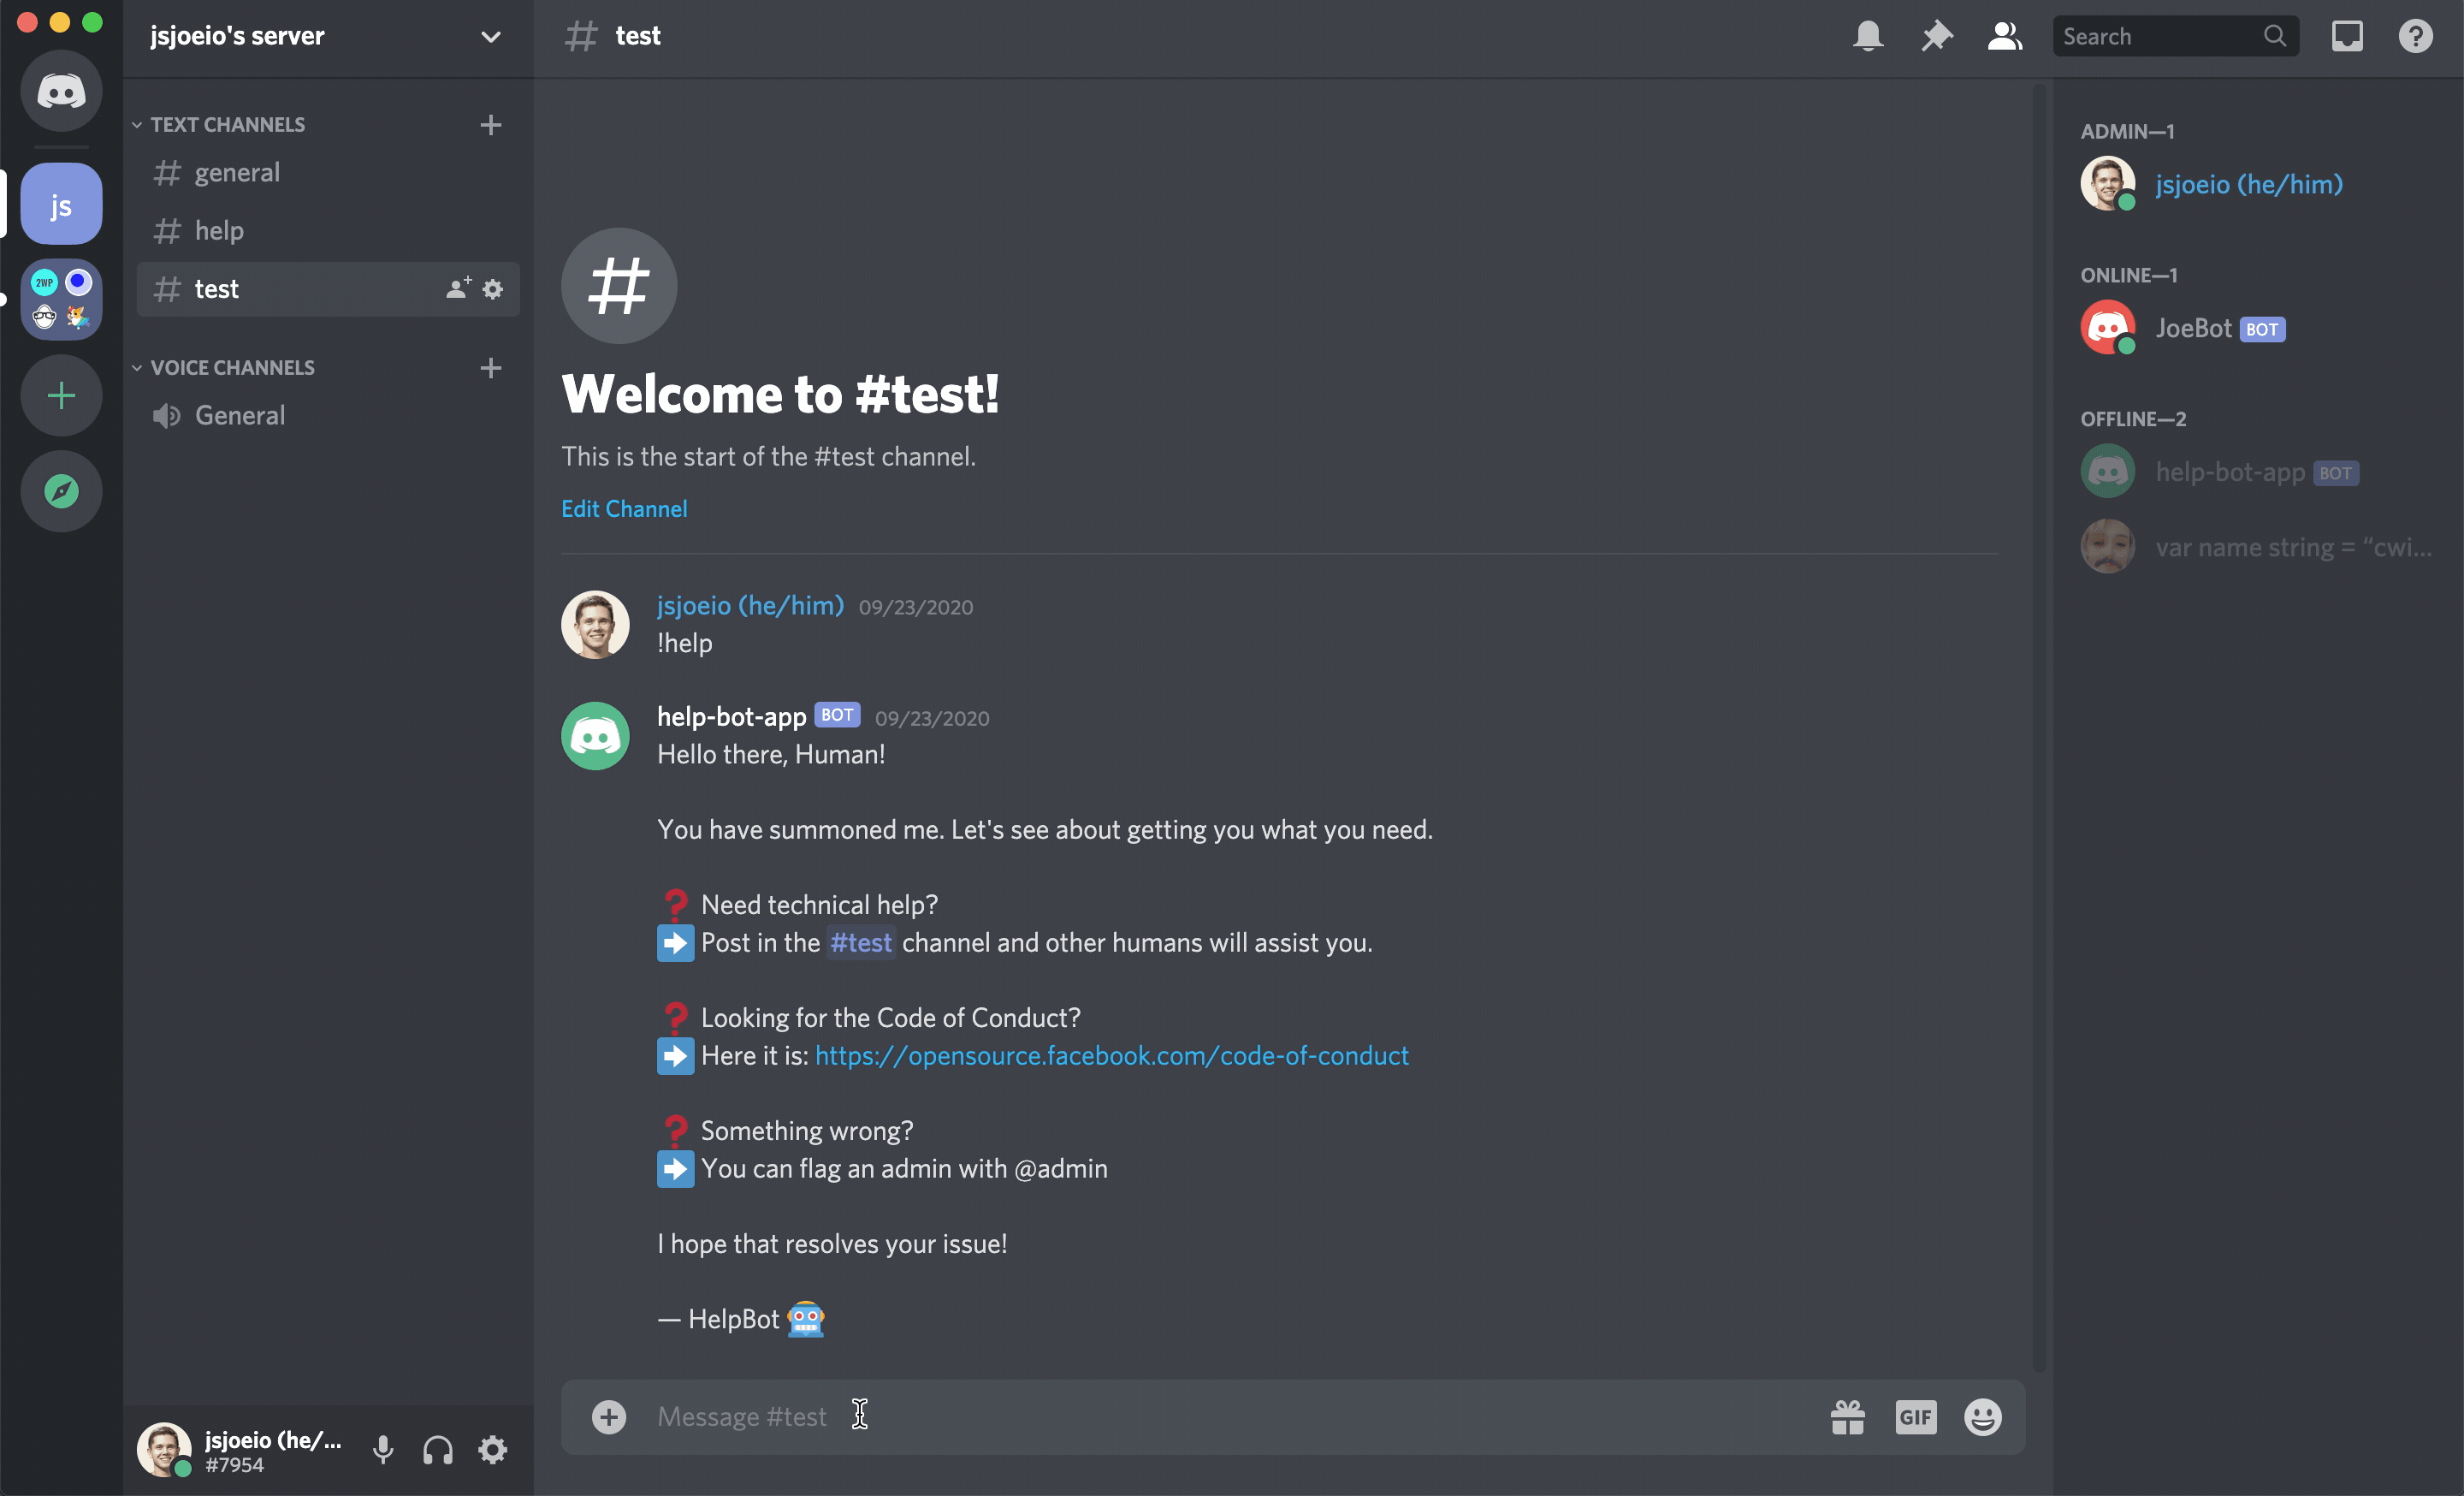 jsjoeio's server
# test
Search
TEXT CHANNELS
# general
# help
# test
VOICE CHANNELS
General
js
2WP
Welcome to #test!
This is the start of the #test channel.
Edit Channel
jsjoeio (he/him) 09/23/2020
!help
help-bot-app BOT 09/23/2020
Hello there, Human!
You have summoned me. Let's see about getting you what you need.
❓ Need technical help?
➡ Post in the #test channel and other humans will assist you.
❓ Looking for the Code of Conduct?
➡ Here it is: https://opensource.facebook.com/code-of-conduct
❓ Something wrong?
➡ You can flag an admin with @admin
I hope that resolves your issue!
— HelpBot 🤖
Message #test
GIF
ADMIN—1
jsjoeio (he/him)
ONLINE—1
JoeBot BOT
OFFLINE—2
help-bot-app BOT
var name string = “cwi...
jsjoeio (he/...
#7954